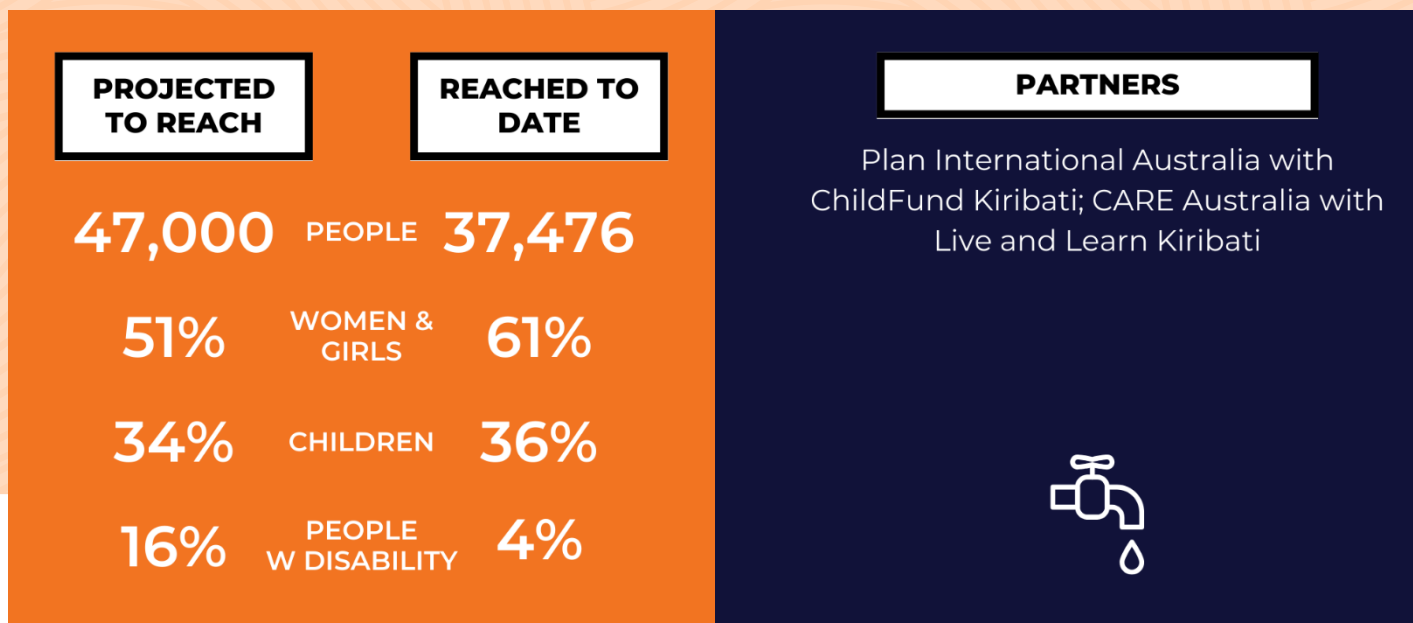 PROJECTED
TO REACH
REACHED TO
DATE
47,000 PEOPLE 37,476
51% WOMEN &
GIRLS 61%
34% CHILDREN 36%
16% PEOPLE
W DISABILITY 4%
PARTNERS
Plan International Australia with
ChildFund Kiribati; CARE Australia with
Live and Learn Kiribati